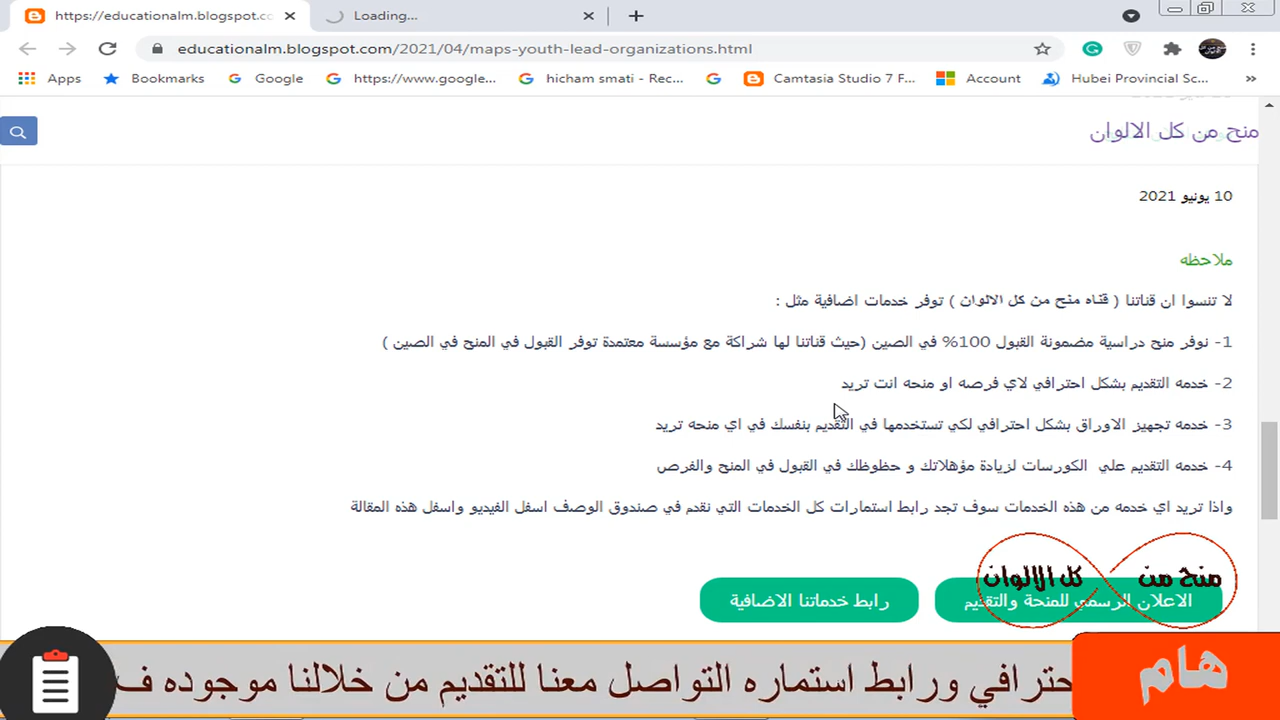 https://educationalm.blogspot.co
Loading...
educationalm.blogspot.com/2021/04/maps-youth-lead-organizations.html
Apps
Bookmarks
Google
https://www.google...
hicham smati - Rec...
Camtasia Studio 7 F...
Account
Hubei Provincial Sc...
»
منح من كل الالوان
10 يونيو 2021
ملاحظه
لا تنسوا ان قناتنا ( قناه منح من كل الالوان ) توفر خدمات اضافية مثل :
1- نوفر منح دراسية مضمونة القبول 100% في الصين (حيث قناتنا لها شراكة مع مؤسسة معتمدة توفر القبول في المنح في الصين )
2- خدمه التقديم بشكل احترافي لاي فرصه او منحه انت تريد
3- خدمه تجهيز الاوراق بشكل احترافي لكي تستخدمها في التقديم بنفسك في اي منحه تريد
4- خدمه التقديم علي الكورسات لزيادة مؤهلاتك و حظوظك في القبول في المنح والفرص
واذا تريد اي خدمه من هذه الخدمات سوف تجد رابط استمارات كل الخدمات التي نقدم في صندوق الوصف اسفل الفيديو واسفل هذه المقالة
منح من كل الالوان
الاعلان الرسمي للمنحة والتقديم
رابط خدماتنا الاضافية
هام
حترافي ورابط استماره التواصل معنا للتقديم من خلالنا موجوده ف